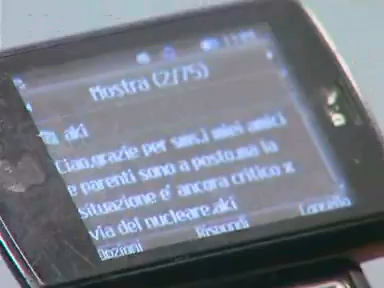 Mostra (2/75)
aki
Ciao,grazie per sms.i miei amici
e parenti sono a posto.ma la
situazione e' ancora critico x
via del nucleare.aki
Opzioni Rispondi Cancella